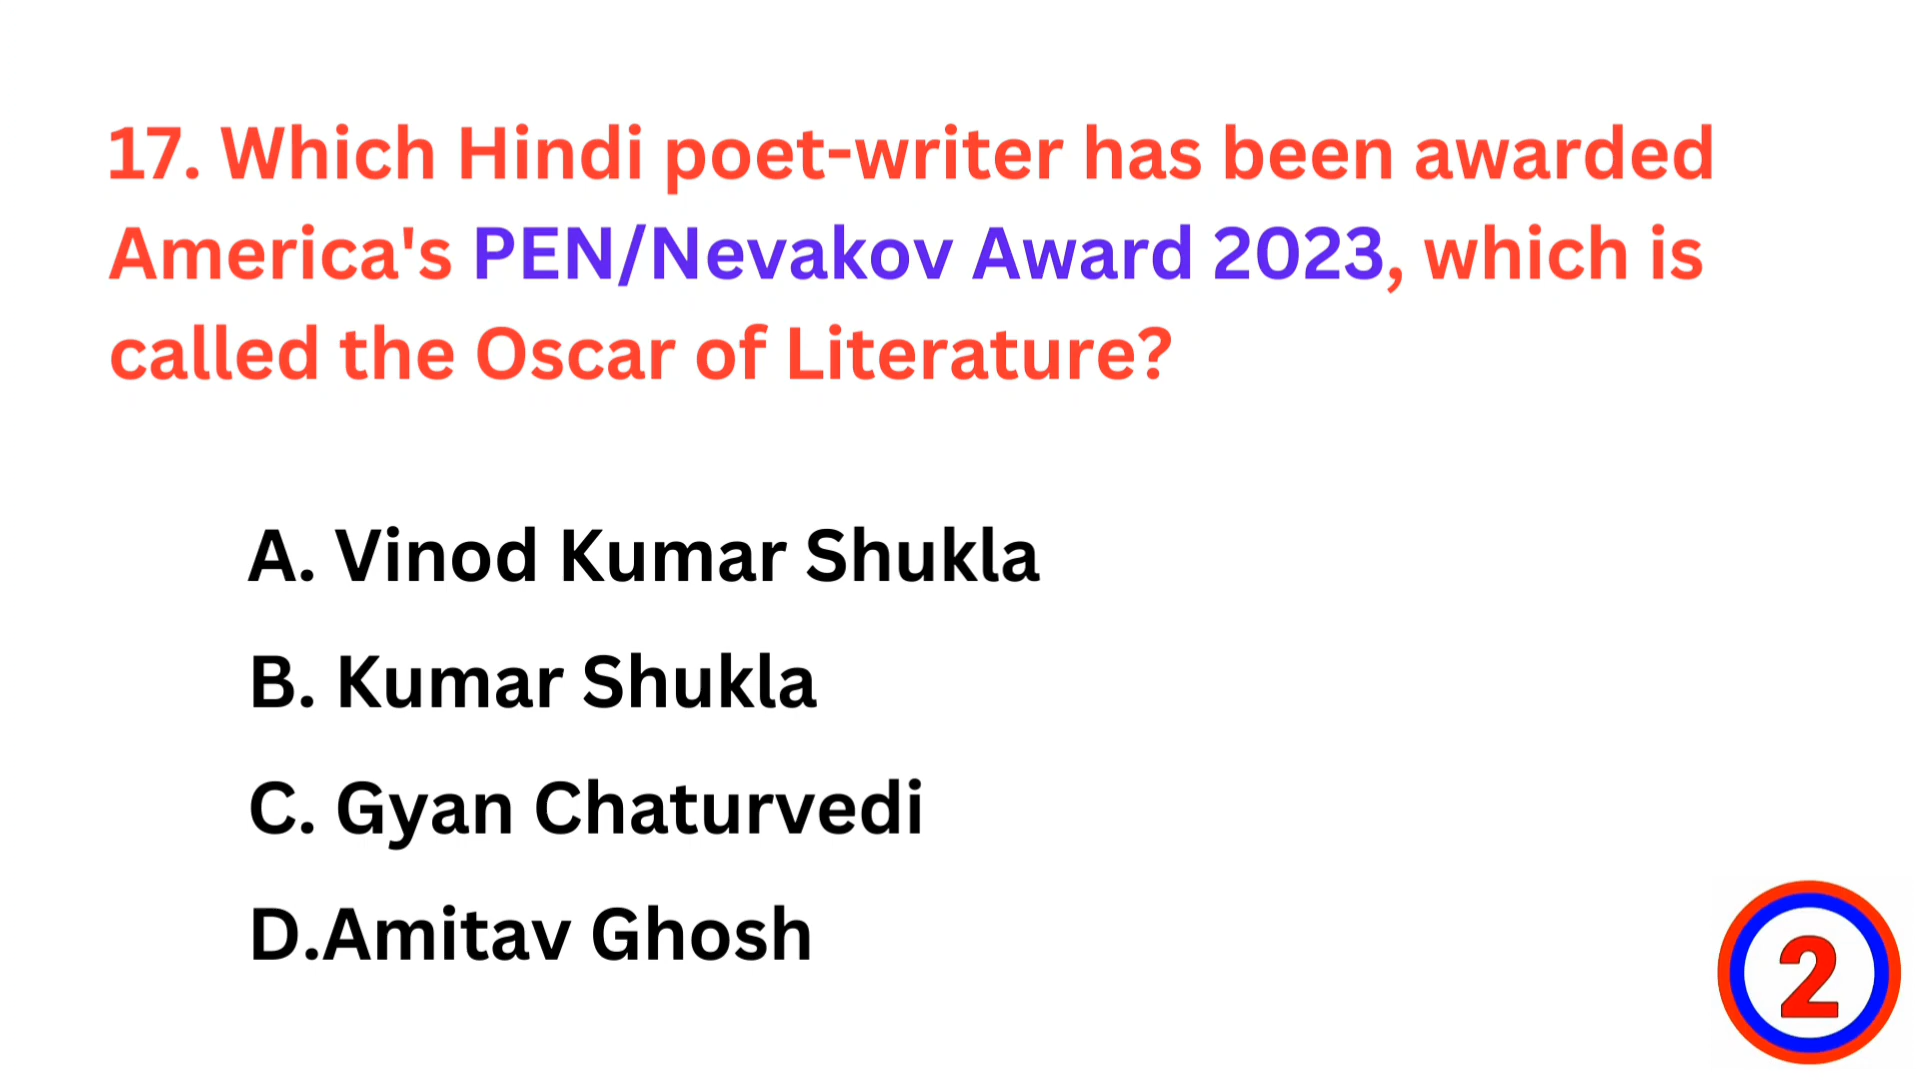 17. Which Hindi poet-writer has been awarded
America's PEN/Nevakov Award 2023, which is
called the Oscar of Literature?
A. Vinod Kumar Shukla
B. Kumar Shukla
C. Gyan Chaturvedi
D.Amitav Ghosh
2